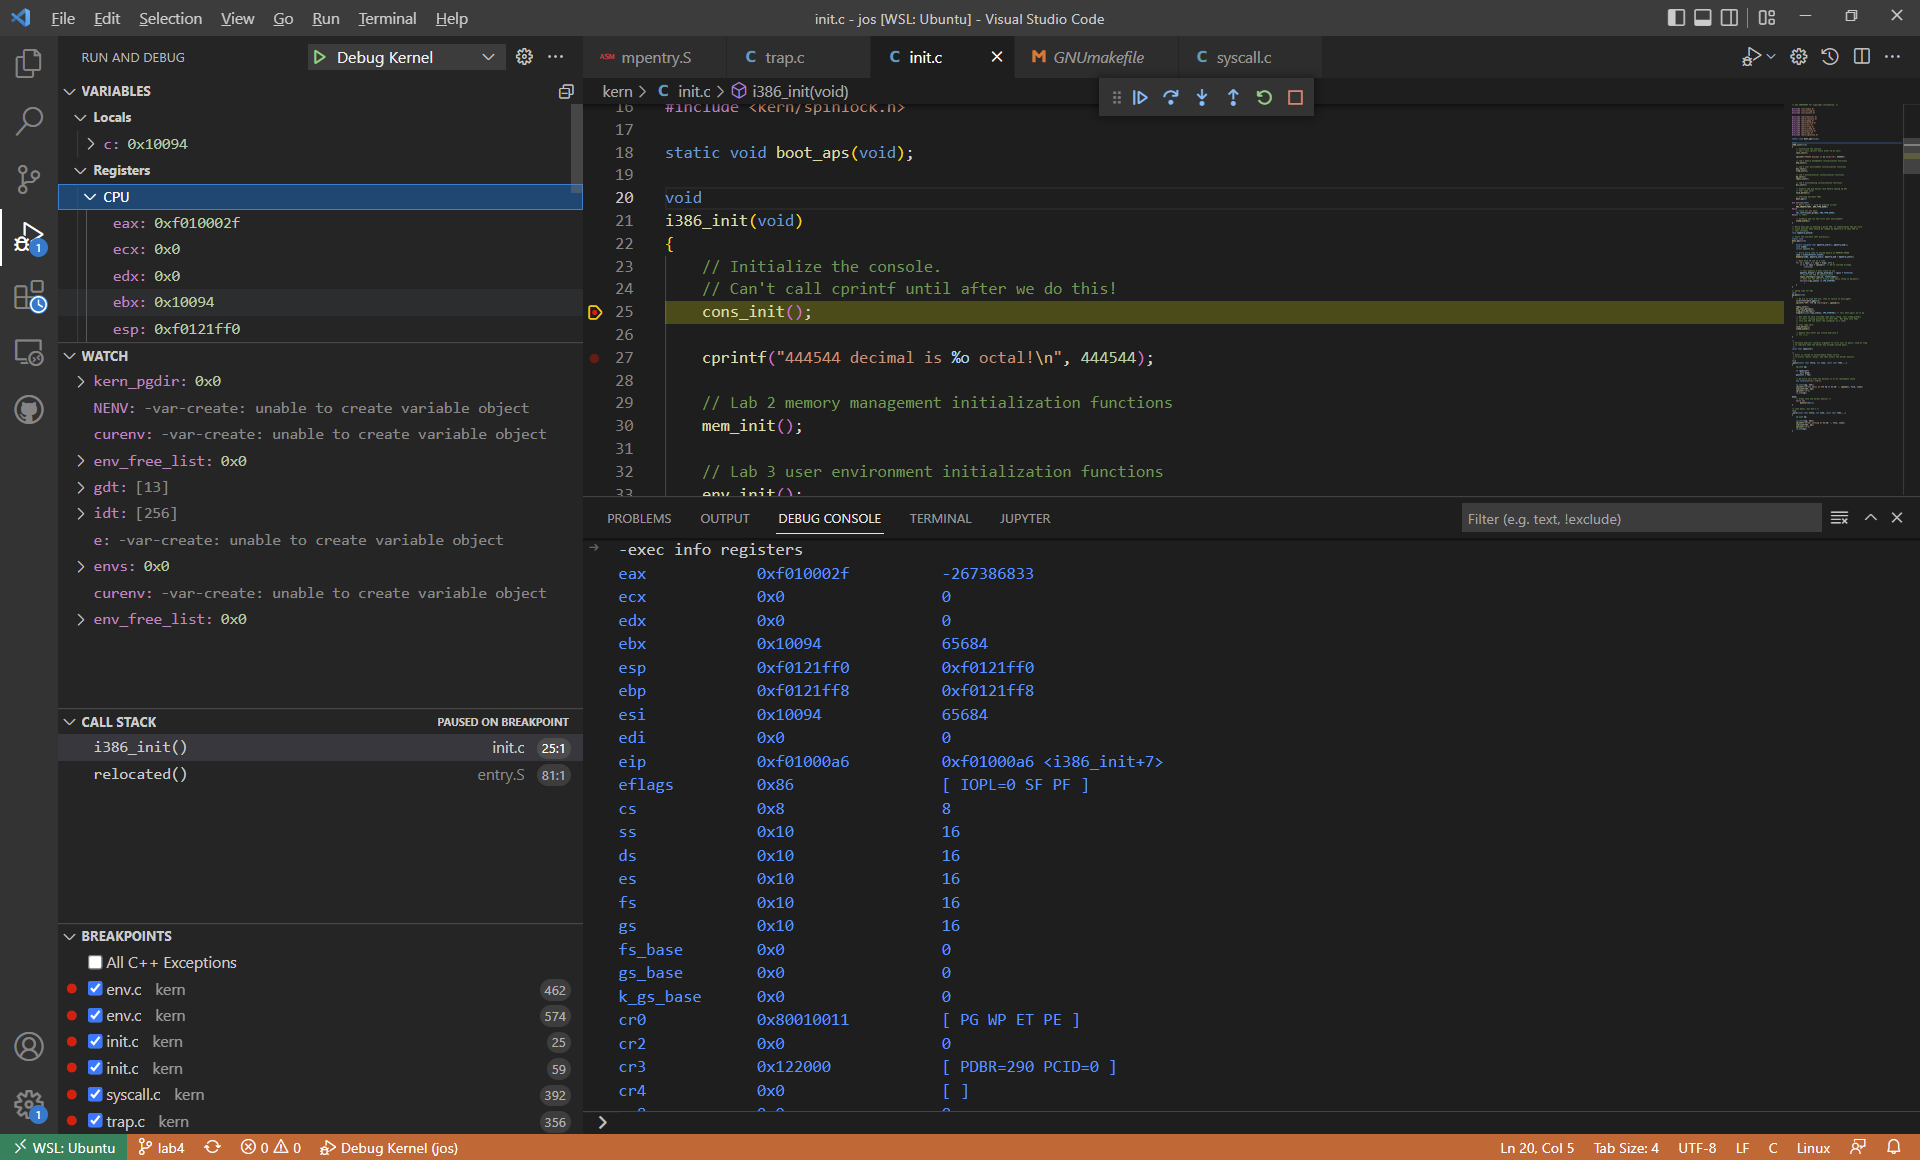 File Edit Selection View Go Run Terminal Help
init.c - jos [WSL: Ubuntu] - Visual Studio Code
RUN AND DEBUG
Debug Kernel
ASM mpentry.S
C trap.c
C init.c
M GNUmakefile
C syscall.c
VARIABLES
Locals
c: 0x10094
Registers
CPU
eax: 0xf010002f
ecx: 0x0
edx: 0x0
ebx: 0x10094
esp: 0xf0121ff0
WATCH
kern_pgdir: 0x0
NENV: -var-create: unable to create variable object
curenv: -var-create: unable to create variable object
env_free_list: 0x0
gdt: [13]
idt: [256]
e: -var-create: unable to create variable object
envs: 0x0
curenv: -var-create: unable to create variable object
env_free_list: 0x0
CALL STACK PAUSED ON BREAKPOINT
i386_init() init.c 25:1
relocated() entry.S 81:1
BREAKPOINTS
All C++ Exceptions
env.c kern 462
env.c kern 574
init.c kern 25
init.c kern 59
syscall.c kern 392
trap.c kern 356
kern > C init.c > i386_init(void)
16 #include <kern/spinlock.h>
17
18 static void boot_aps(void);
19
20 void
21 i386_init(void)
22 {
23 // Initialize the console.
24 // Can't call cprintf until after we do this!
25 cons_init();
26
27 cprintf("444544 decimal is %o octal!\n", 444544);
28
29 // Lab 2 memory management initialization functions
30 mem_init();
31
32 // Lab 3 user environment initialization functions
33 env_init();
PROBLEMS OUTPUT DEBUG CONSOLE TERMINAL JUPYTER
Filter (e.g. text, !exclude)
-exec info registers
eax 0xf010002f -267386833
ecx 0x0 0
edx 0x0 0
ebx 0x10094 65684
esp 0xf0121ff0 0xf0121ff0
ebp 0xf0121ff8 0xf0121ff8
esi 0x10094 65684
edi 0x0 0
eip 0xf01000a6 0xf01000a6 <i386_init+7>
eflags 0x86 [ IOPL=0 SF PF ]
cs 0x8 8
ss 0x10 16
ds 0x10 16
es 0x10 16
fs 0x10 16
gs 0x10 16
fs_base 0x0 0
gs_base 0x0 0
k_gs_base 0x0 0
cr0 0x80010011 [ PG WP ET PE ]
cr2 0x0 0
cr3 0x122000 [ PDBR=290 PCID=0 ]
cr4 0x0 [ ]
1
1
WSL: Ubuntu lab4 0 0 Debug Kernel (jos)
Ln 20, Col 5 Tab Size: 4 UTF-8 LF C Linux